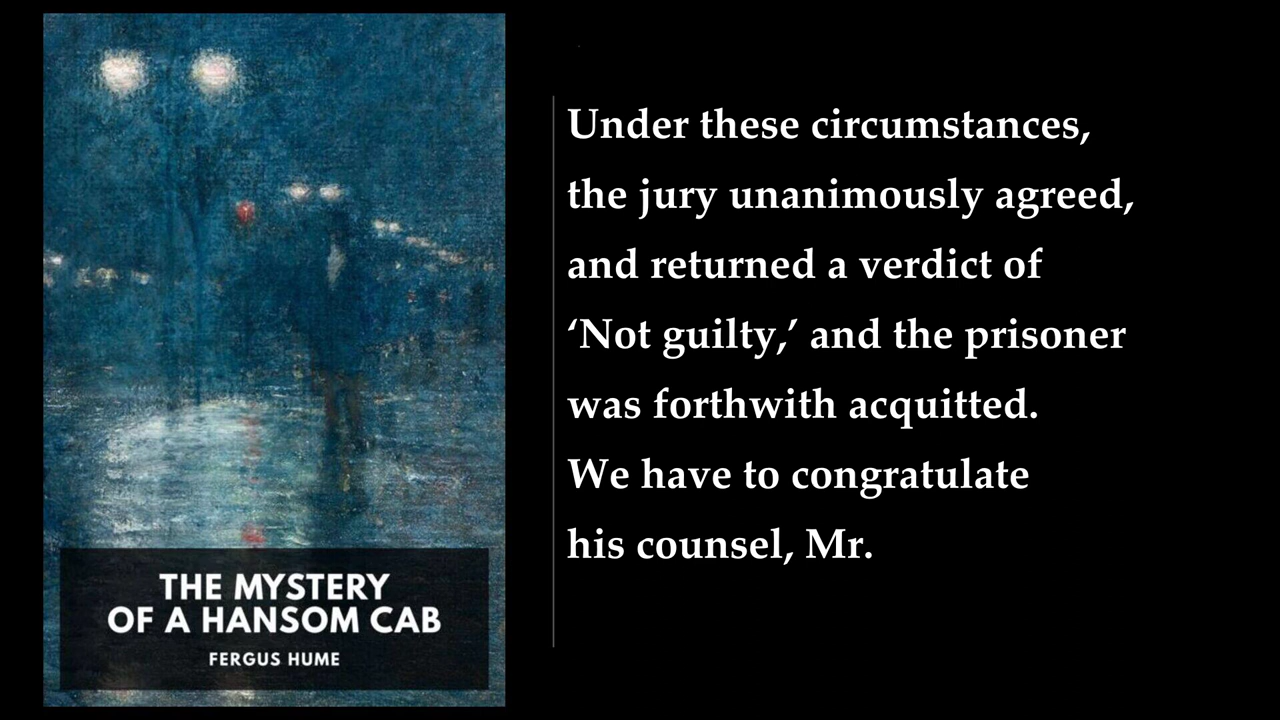 Under these circumstances,
the jury unanimously agreed,
and returned a verdict of
‘Not guilty,’ and the prisoner
was forthwith acquitted.
We have to congratulate
his counsel, Mr.
THE MYSTERY
OF A HANSOM CAB
FERGUS HUME